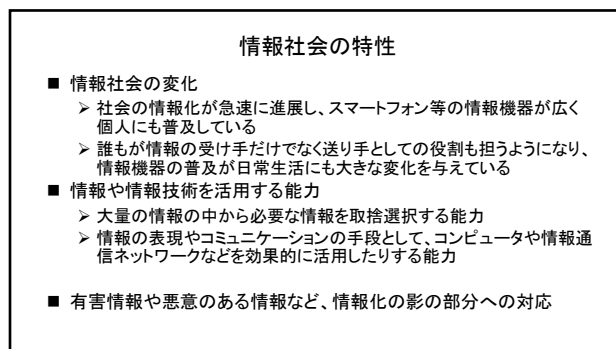 情報社会の特性
■ 情報社会の変化
➢ 社会の情報化が急速に進展し、スマートフォン等の情報機器が広く
個人にも普及している
➢ 誰もが情報の受け手だけでなく送り手としての役割も担うようになり、
情報機器の普及が日常生活にも大きな変化を与えている
■ 情報や情報技術を活用する能力
➢ 大量の情報の中から必要な情報を取捨選択する能力
➢ 情報の表現やコミュニケーションの手段として、コンピュータや情報通
信ネットワークなどを効果的に活用したりする能力
■ 有害情報や悪意のある情報など、情報化の影の部分への対応